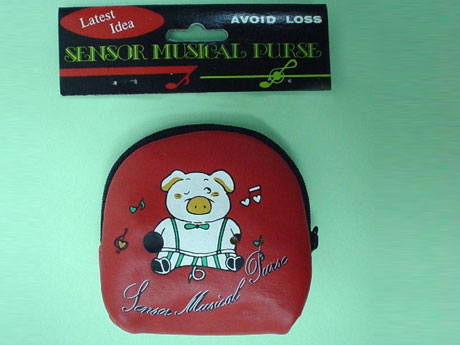 Latest
Idea
AVOID LOSS
SENSOR MUSICAL PURSE
Sensor Musical Purse